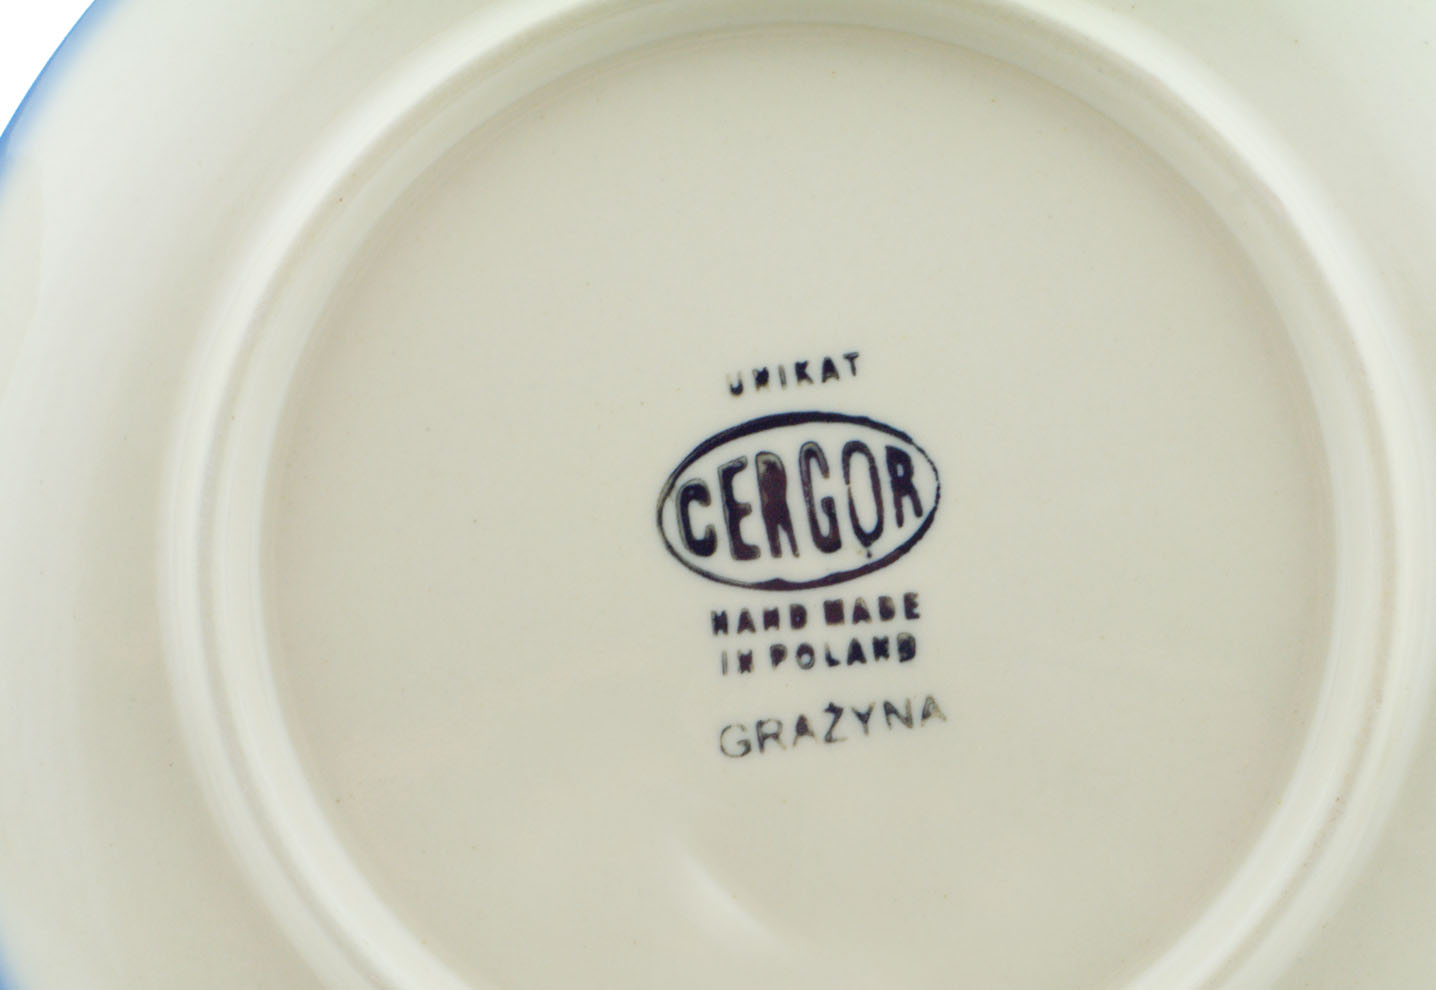 UNIKAT
CERGOR
HAND MADE
IN POLAND
GRAŻYNA